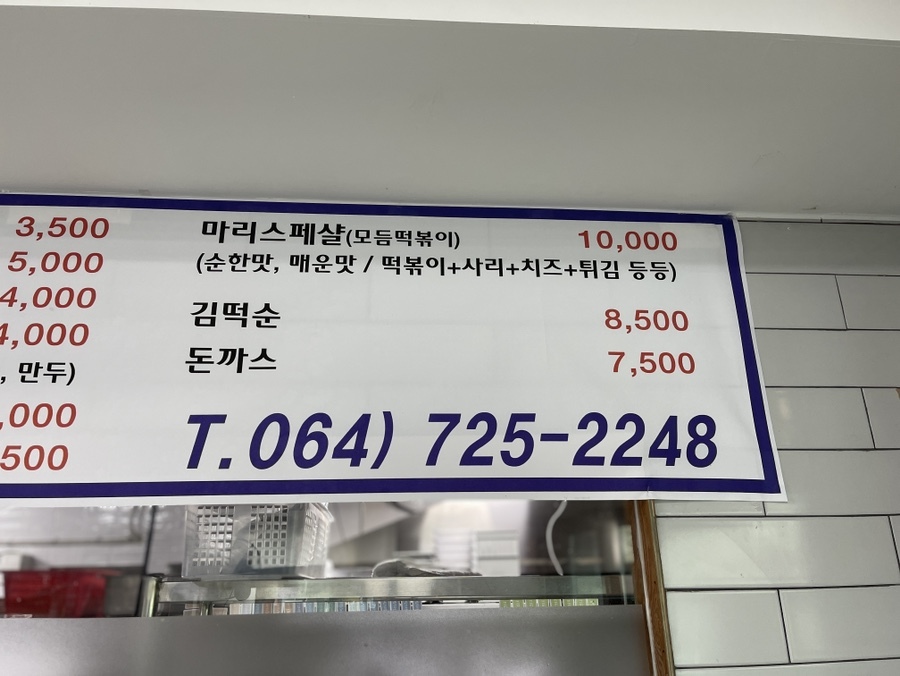 3,500
5,000
4,000
4,000
, 만두)
,000
500
마리스페샬(모듬떡볶이) 10,000
(순한맛, 매운맛 / 떡볶이+사리+치즈+튀김 등등)
김떡순 8,500
돈까스 7,500
T.064) 725-2248